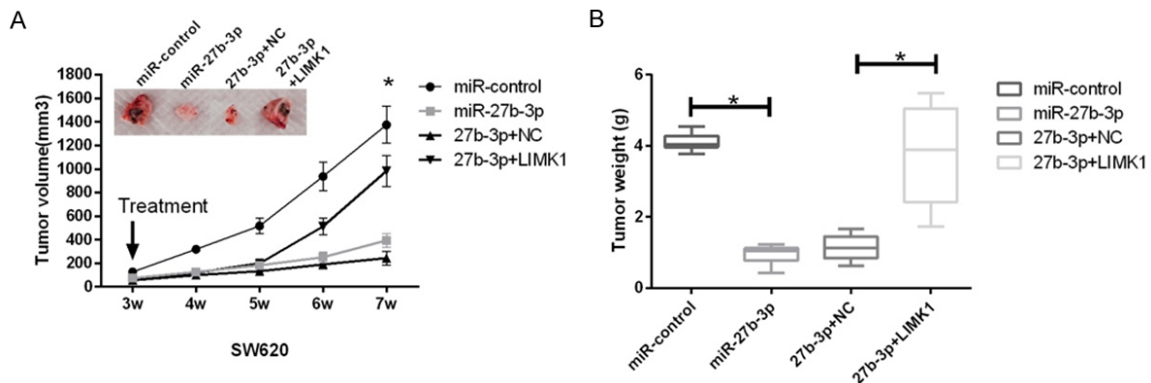 A
miR-control
miR-27b-3p
27b-3p+NC
27b-3p
+LIMK1
1800
1600
1400
1200
1000
800
600
400
200
0
Tumor volume(mm3)
Treatment
*
miR-control
miR-27b-3p
27b-3p+NC
27b-3p+LIMK1
3w
4w
5w
6w
7w
SW620
B
6
4
2
0
Tumor weight (g)
*
*
miR-control
miR-27b-3p
27b-3p+NC
27b-3p+LIMK1
miR-control
miR-27b-3p
27b-3p+NC
27b-3p+LIMK1